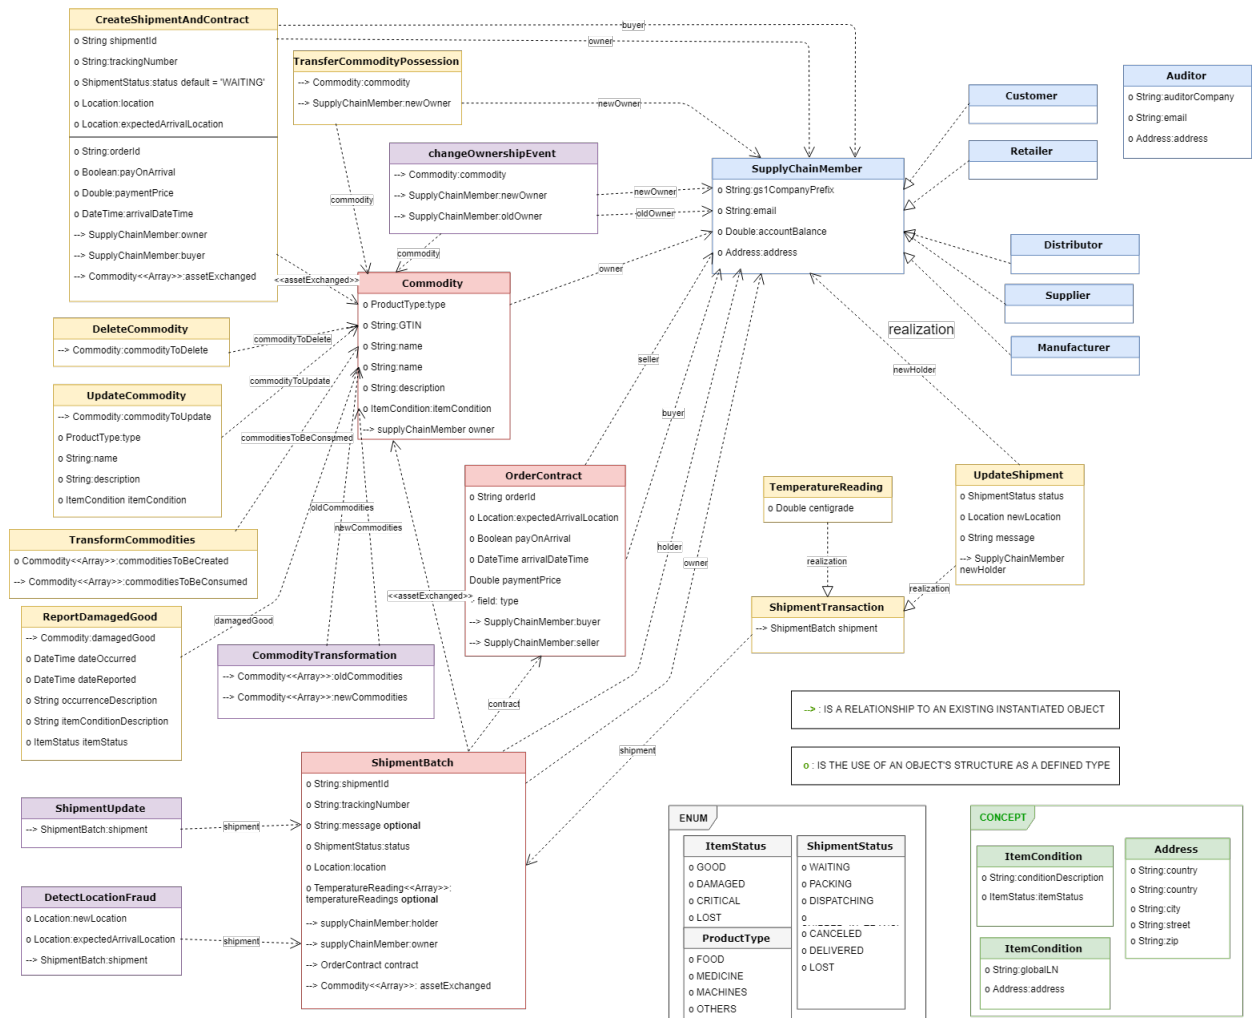 CreateShipmentAndContract
o String shipmentId
o String:trackingNumber
o ShipmentStatus:status default = 'WAITING'
o Location:location
o Location:expectedArrivalLocation
o String:orderId
o Boolean:payOnArrival
o Double:paymentPrice
o DateTime:arrivalDateTime
--> SupplyChainMember:owner
--> SupplyChainMember:buyer
--> Commodity<<Array>>:assetExchanged
buyer
owner
TransferCommodityPossession
--> Commodity:commodity
--> SupplyChainMember:newOwner
newOwner
commodity
changeOwnershipEvent
--> Commodity:commodity
--> SupplyChainMember:newOwner
--> SupplyChainMember:oldOwner
newOwner
oldOwner
commodity
owner
<<assetExchanged>>
SupplyChainMember
o String:gs1CompanyPrefix
o String:email
o Double:accountBalance
o Address:address
Customer
Retailer
Distributor
Supplier
Manufacturer
Auditor
o String:auditorCompany
o String:email
o Address:address
realization
newHolder
Commodity
o ProductType:type
o String:GTIN
o String:name
o String:name
o String:description
o ItemCondition:itemCondition
--> supplyChainMember owner
DeleteCommodity
--> Commodity:commodityToDelete
commodityToDelete
UpdateCommodity
--> Commodity:commodityToUpdate
o ProductType:type
o String:name
o String:description
o ItemCondition itemCondition
commodityToUpdate
commoditiesToBeConsumed
TransformCommodities
o Commodity<<Array>>:commoditiesToBeCreated
--> Commodity<<Array>>:commoditiesToBeConsumed
oldCommodities
newCommodities
ReportDamagedGood
--> Commodity:damagedGood
o DateTime dateOccurred
o DateTime dateReported
o String occurrenceDescription
o String itemConditionDescription
o ItemStatus itemStatus
damagedGood
CommodityTransformation
--> Commodity<<Array>>:oldCommodities
--> Commodity<<Array>>:newCommodities
seller
buyer
holder
owner
OrderContract
o String orderId
o Location:expectedArrivalLocation
o Boolean payOnArrival
o DateTime arrivalDateTime
Double paymentPrice
field: type
--> SupplyChainMember:buyer
--> SupplyChainMember:seller
<<assetExchanged>>
contract
shipment
TemperatureReading
o Double centigrade
realization
UpdateShipment
o ShipmentStatus status
o Location newLocation
o String message
--> SupplyChainMember
newHolder
realization
ShipmentTransaction
--> ShipmentBatch shipment
--> : IS A RELATIONSHIP TO AN EXISTING INSTANTIATED OBJECT
o : IS THE USE OF AN OBJECT'S STRUCTURE AS A DEFINED TYPE
ShipmentBatch
o String:shipmentId
o String:trackingNumber
o String:message optional
o ShipmentStatus:status
o Location:location
o TemperatureReading<<Array>>:
temperatureReadings optional
--> supplyChainMember:holder
--> supplyChainMember:owner
--> OrderContract contract
--> Commodity<<Array>>: assetExchanged
ShipmentUpdate
--> ShipmentBatch:shipment
shipment
DetectLocationFraud
o Location:newLocation
o Location:expectedArrivalLocation
--> ShipmentBatch:shipment
shipment
ENUM
ItemStatus
o GOOD
o DAMAGED
o CRITICAL
o LOST
ProductType
o FOOD
o MEDICINE
o MACHINES
o OTHERS
ShipmentStatus
o WAITING
o PACKING
o DISPATCHING
o
o CANCELED
o DELIVERED
o LOST
CONCEPT
ItemCondition
o String:conditionDescription
o ItemStatus:itemStatus
ItemCondition
o String:globalLN
o Address:address
Address
o String:country
o String:country
o String:city
o String:street
o String:zip